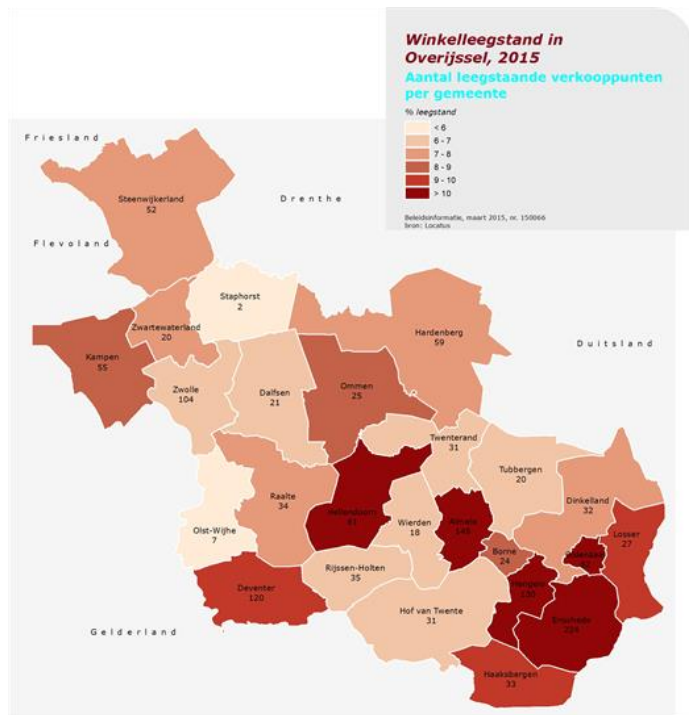 Winkelleegstand in
Overijssel, 2015
Aantal leegstaande verkooppunten
per gemeente
% leegstand
< 6
6 - 7
7 - 8
8 - 9
9 - 10
> 10
Beleidsinformatie, maart 2015, nr. 150066
bron: Locatus
Friesland
Drenthe
Steenwijkerland
52
Flevoland
Staphorst
2
Zwartewaterland
20
Hardenberg
59
Duitsland
Kampen
55
Zwolle
104
Dalfsen
21
Ommen
25
Twenterand
31
Tubbergen
20
Raalte
34
Hellendoorn
Dinkelland
32
Olst-Wijhe
7
Wierden
18
Almelo
Losser
27
Borne
24
Oldenzaal
Rijssen-Holten
35
Deventer
120
Hengelo
130
Hof van Twente
31
Enschede
Gelderland
Haaksbergen
33